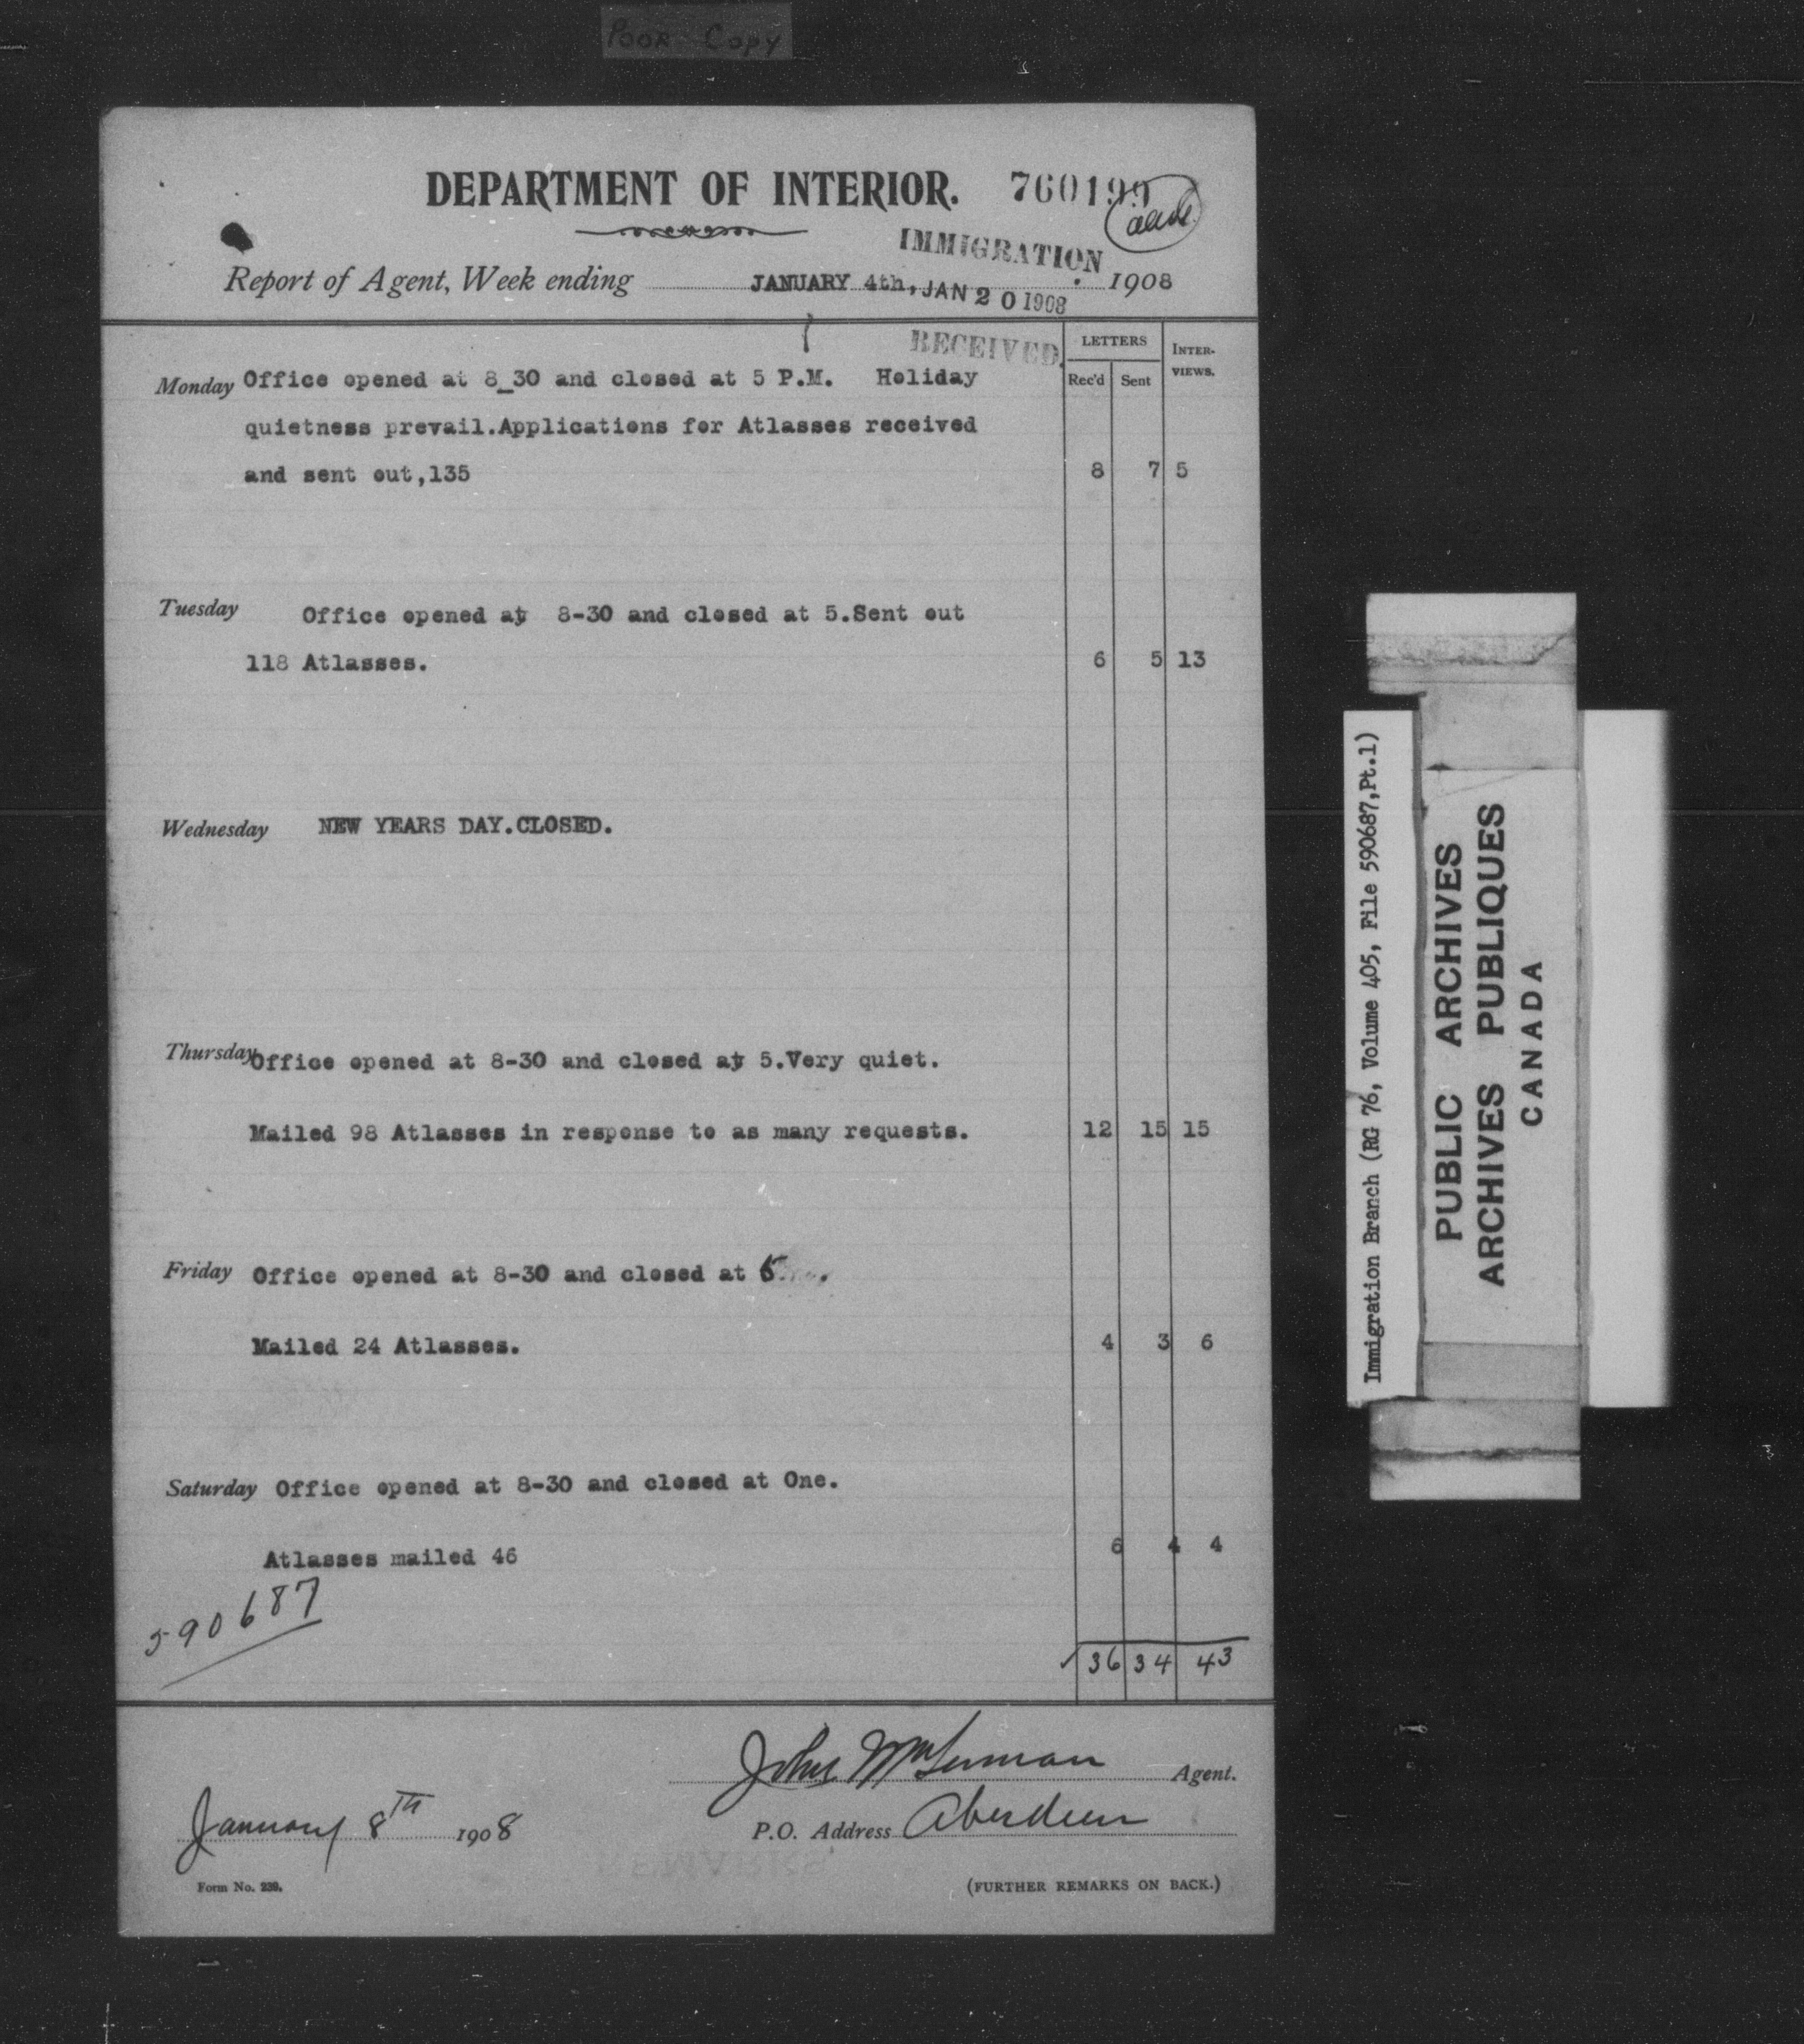 POOR Copy
DEPARTMENT OF INTERIOR. 760199
IMMIGRATION
Report of Agent, Week ending JANUARY 4th, 1908
JAN 20 1908
RECEIVED
LETTERS
INTER-
VIEWS.
Rec'd Sent
Monday Office opened at 8_30 and closed at 5 P.M. Holiday
quietness prevail.Applications for Atlasses received
and sent out,135 8 7 5
Tuesday Office opened at 8-30 and closed at 5.Sent out
118 Atlasses. 6 5 13
Wednesday NEW YEARS DAY.CLOSED.
Thursday Office opened at 8-30 and closed at 5.Very quiet.
Mailed 98 Atlasses in response to as many requests. 12 15 15
Friday Office opened at 8-30 and closed at 5
Mailed 24 Atlasses. 4 3 6
Saturday Office opened at 8-30 and closed at One.
Atlasses mailed 46 6 4 4
590687
36 34 43
John Agent.
January 8TH 1908
P.O. Address Aberdeen
Form No. 239.
(FURTHER REMARKS ON BACK.)
Immigration Branch (RG 76, Volume 405, File 590687,Pt.1)
PUBLIC ARCHIVES
ARCHIVES PUBLIQUES
CANADA